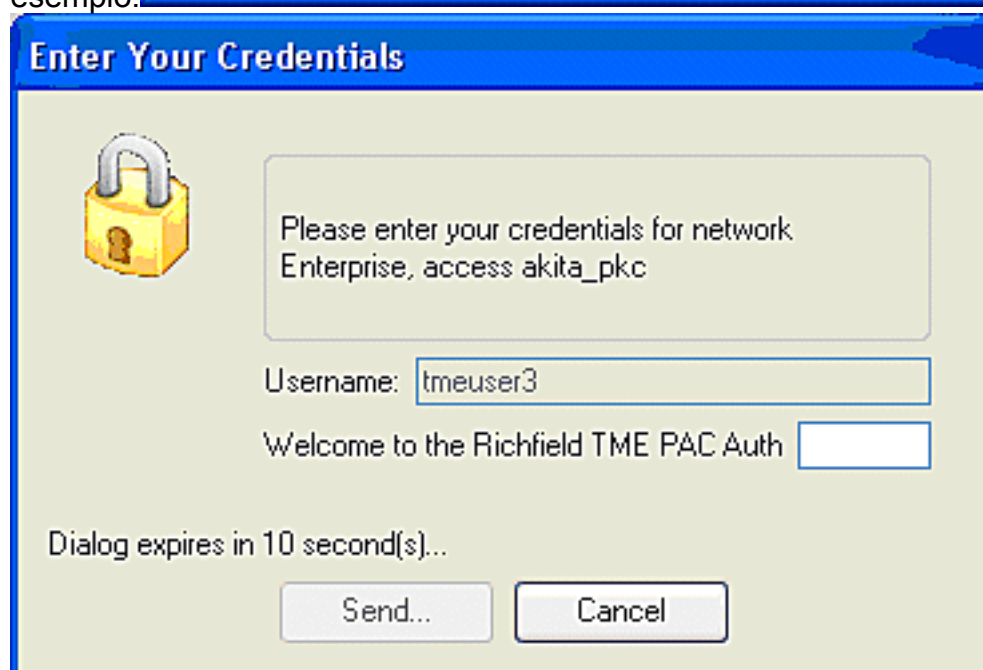 esempio.
Enter Your Credentials
Please enter your credentials for network
Enterprise, access akita_pkc
Username: tmeuser3
Welcome to the Richfield TME PAC Auth
Dialog expires in 10 second(s)...
Send... Cancel